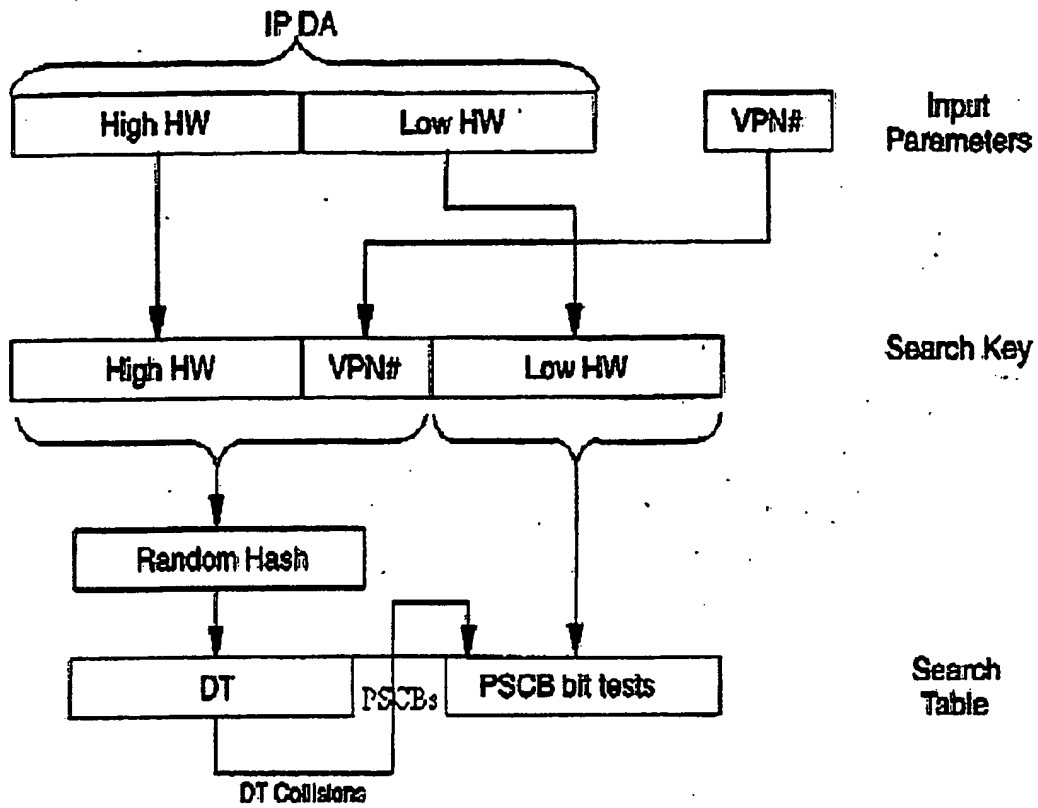 IP DA
High HW Low HW VPN# Input
Parameters
High HW VPN# Low HW Search Key
Random Hash
DT PSCBs PSCB bit tests Search
Table
DT Collisions